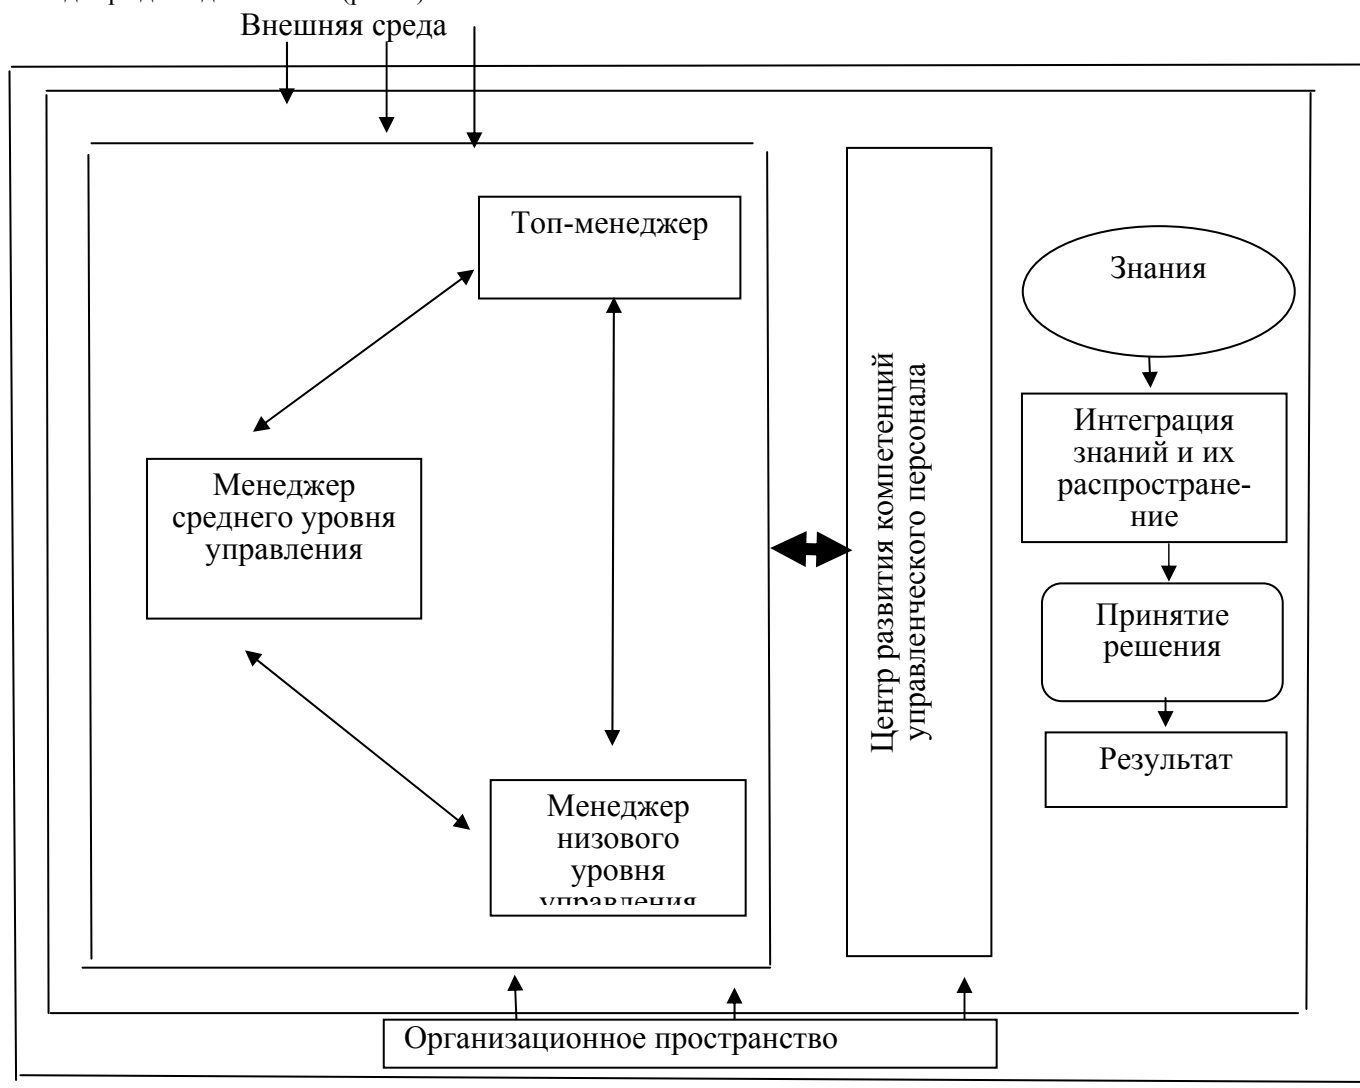 Внешняя среда
Топ-менеджер
Знания
Интеграция
знаний и их
распростране-
ние
Менеджер
среднего уровня
управления
Центр развития компетенций
управленческого персонала
Принятие
решения
Результат
Менеджер
низового
уровня
управления
Организационное пространство